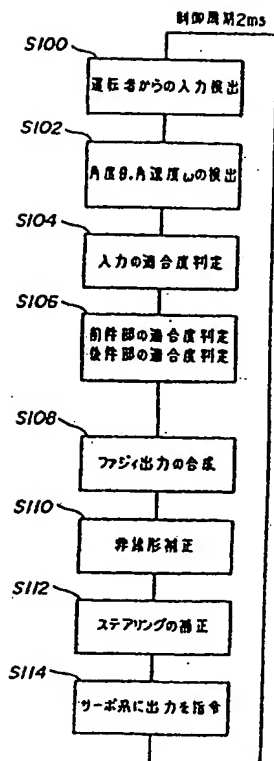 制御周期2ms
S100
運転者からの入力検出
S102
角度θ,角速度ωの検出
S104
入力の適合度判定
S106
前件部の適合度判定
後件部の適合度判定
S108
ファジィ出力の合成
S110
非線形補正
S112
ステアリングの補正
S114
サーボ系に出力を指令